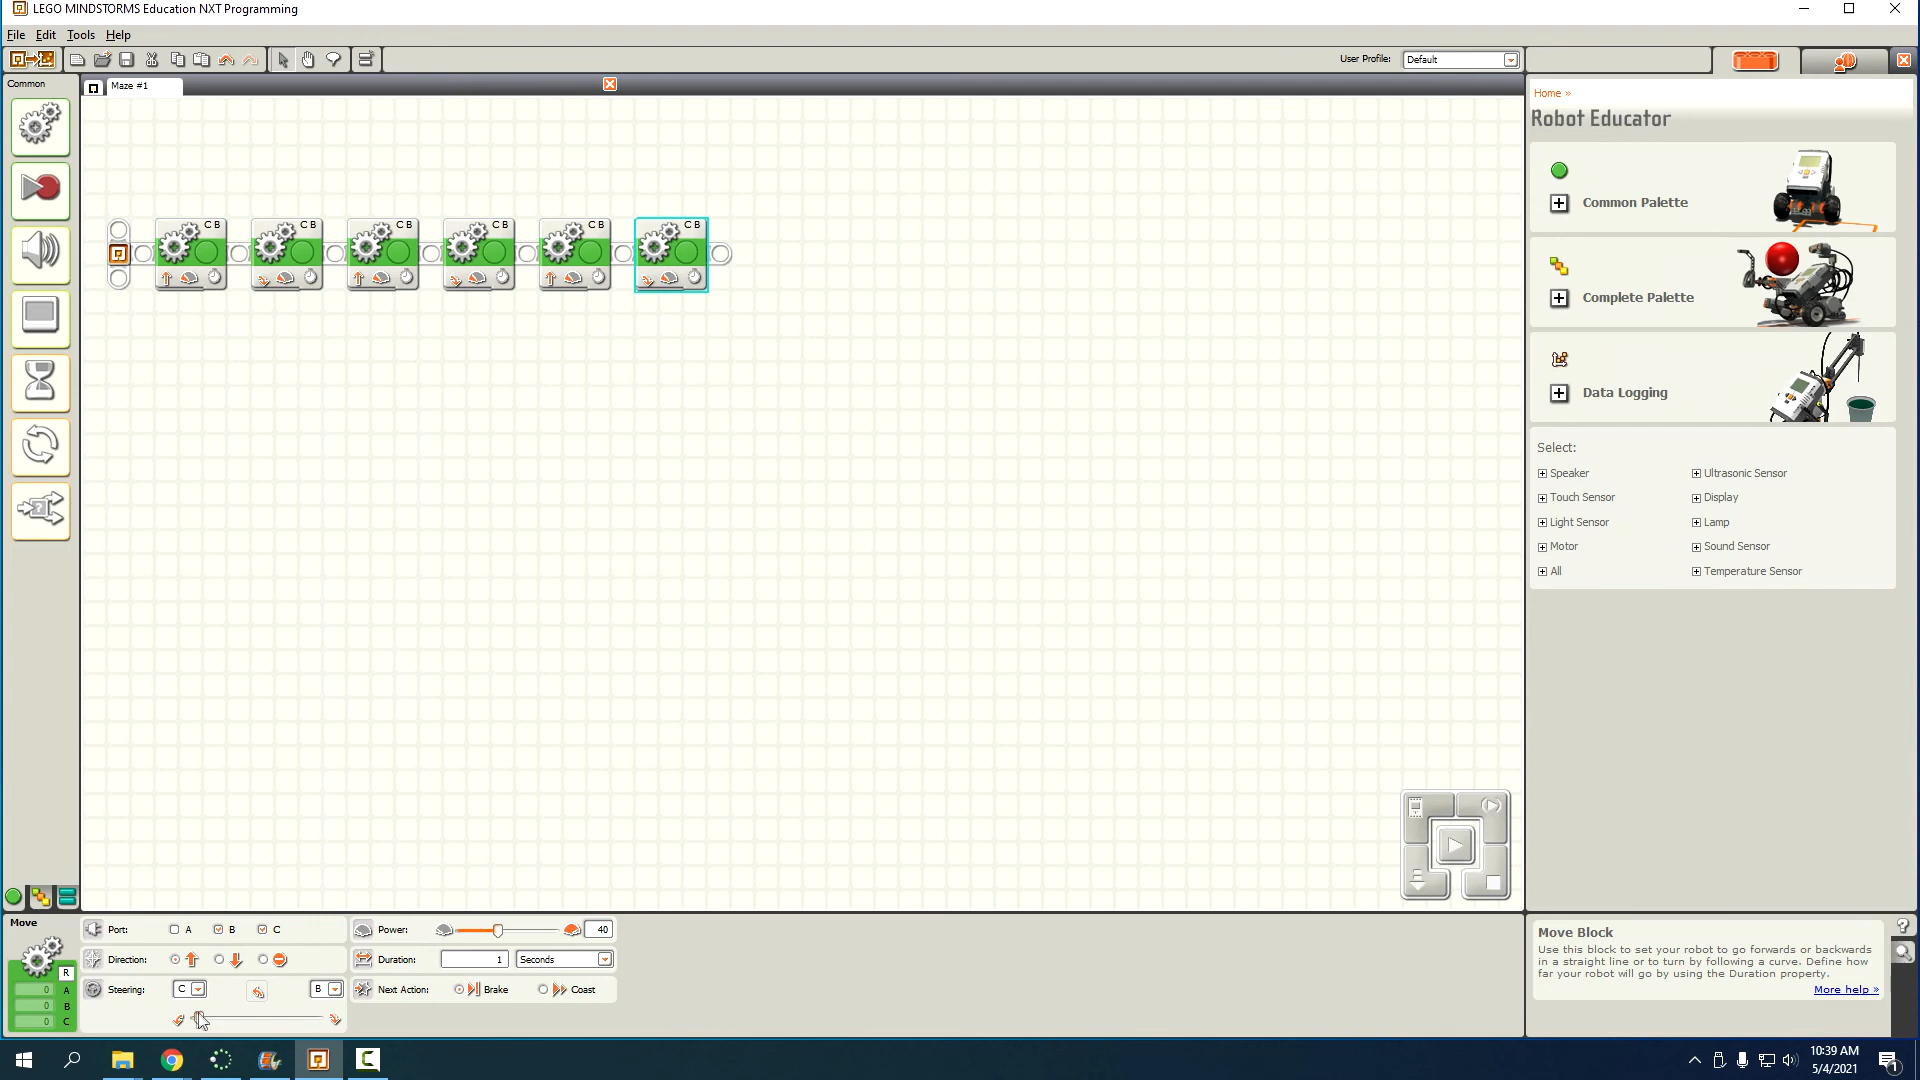 LEGO MINDSTORMS Education NXT Programming
File Edit Tools Help
User Profile: Default
Common
Maze #1
C B C B C B C B C B C B
Home »
Robot Educator
Common Palette
Complete Palette
Data Logging
Select:
Speaker Ultrasonic Sensor
Touch Sensor Display
Light Sensor Lamp
Motor Sound Sensor
All Temperature Sensor
Move
Port: A B C
Direction:
Steering: C B
R
0 A
0 B
0 C
Power: 40
Duration: 1 Seconds
Next Action: Brake Coast
Move Block
Use this block to set your robot to go forwards or backwards
in a straight line or to turn by following a curve. Define how
far your robot will go by using the Duration property.
More help »
10:39 AM
5/4/2021
1